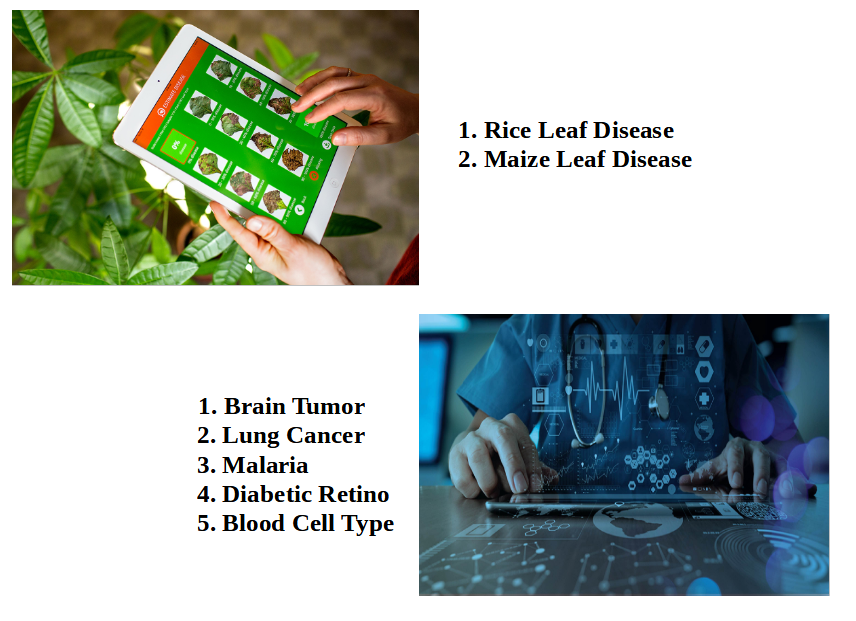 1. Rice Leaf Disease
2. Maize Leaf Disease
0%
1. Brain Tumor
2. Lung Cancer
3. Malaria
4. Diabetic Retino
5. Blood Cell Type